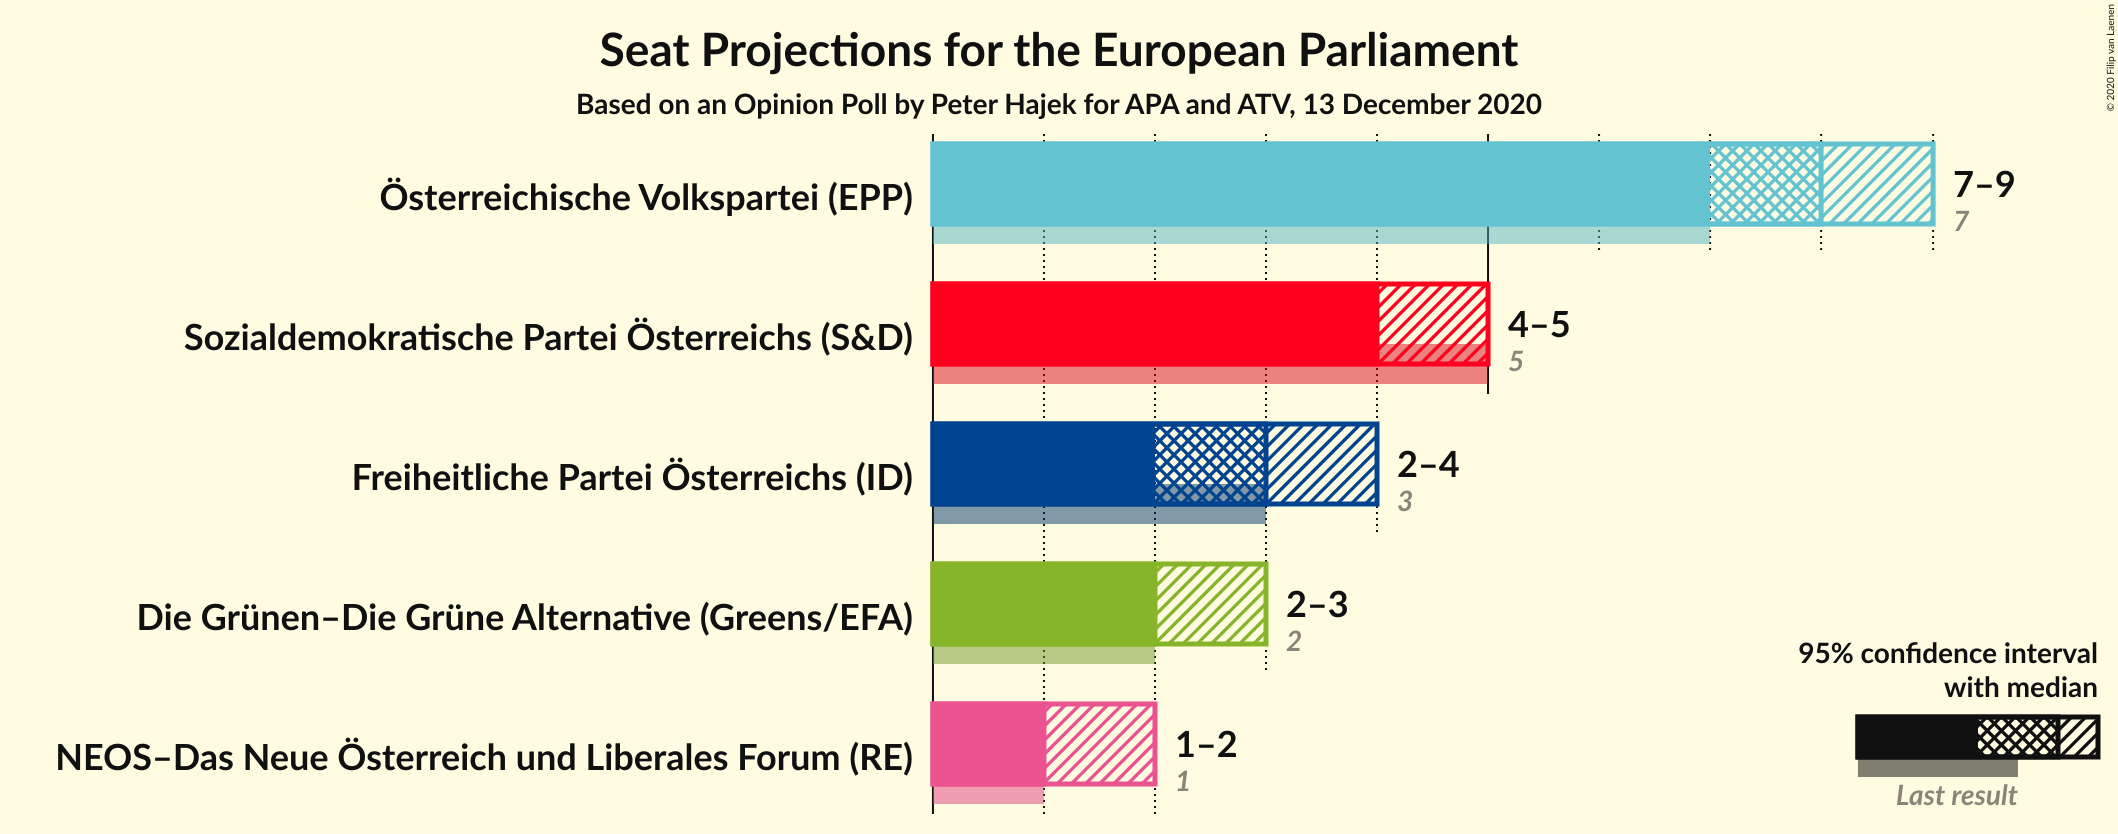 Seat Projections for the European Parliament
Based on an Opinion Poll by Peter Hajek for APA and ATV, 13 December 2020
© 2020 Filip van Laenen
Österreichische Volkspartei (EPP)
7–9
7
Sozialdemokratische Partei Österreichs (S&D)
4–5
5
Freiheitliche Partei Österreichs (ID)
2–4
3
Die Grünen–Die Grüne Alternative (Greens/EFA)
2–3
2
NEOS–Das Neue Österreich und Liberales Forum (RE)
1–2
1
95% confidence interval
with median
Last result